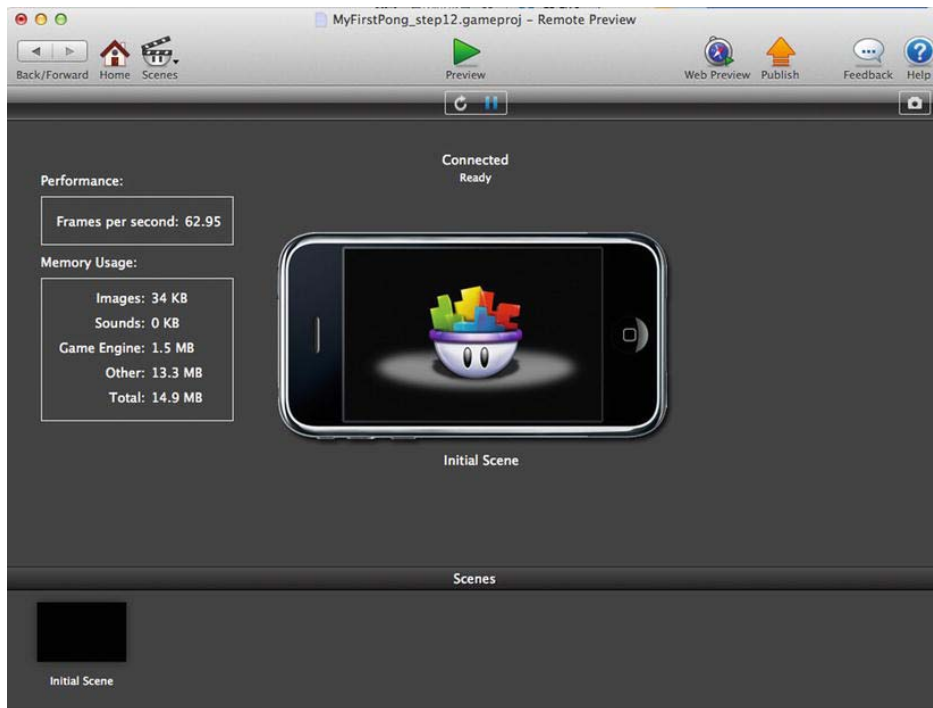 MyFirstPong_step12.gameproj – Remote Preview
Back/Forward Home Scenes Preview Web Preview Publish Feedback Help
Connected
Ready
Performance:
Frames per second: 62.95
Memory Usage:
Images: 34 KB
Sounds: 0 KB
Game Engine: 1.5 MB
Other: 13.3 MB
Total: 14.9 MB
Initial Scene
Scenes
Initial Scene